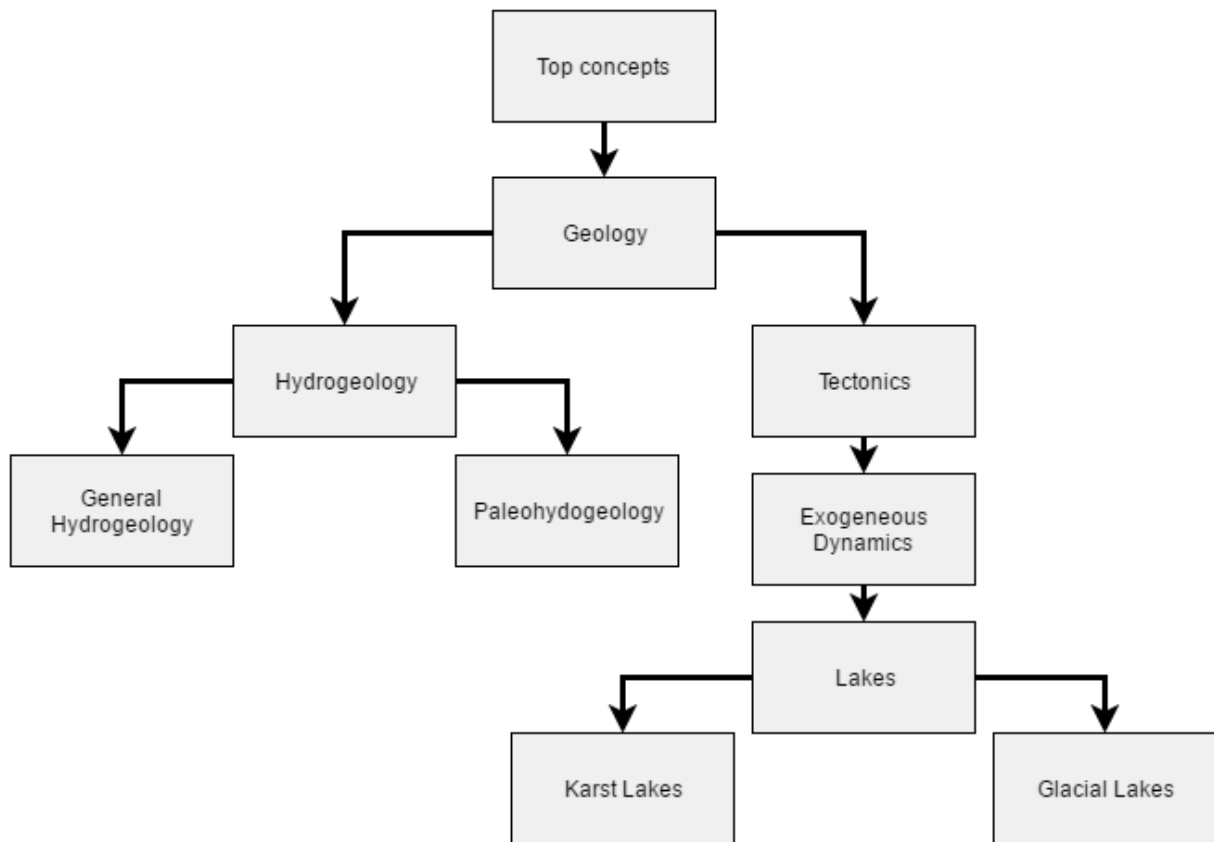 Top concepts
Geology
Hydrogeology
Tectonics
General
Hydrogeology
Paleohydogeology
Exogeneous
Dynamics
Lakes
Karst Lakes
Glacial Lakes